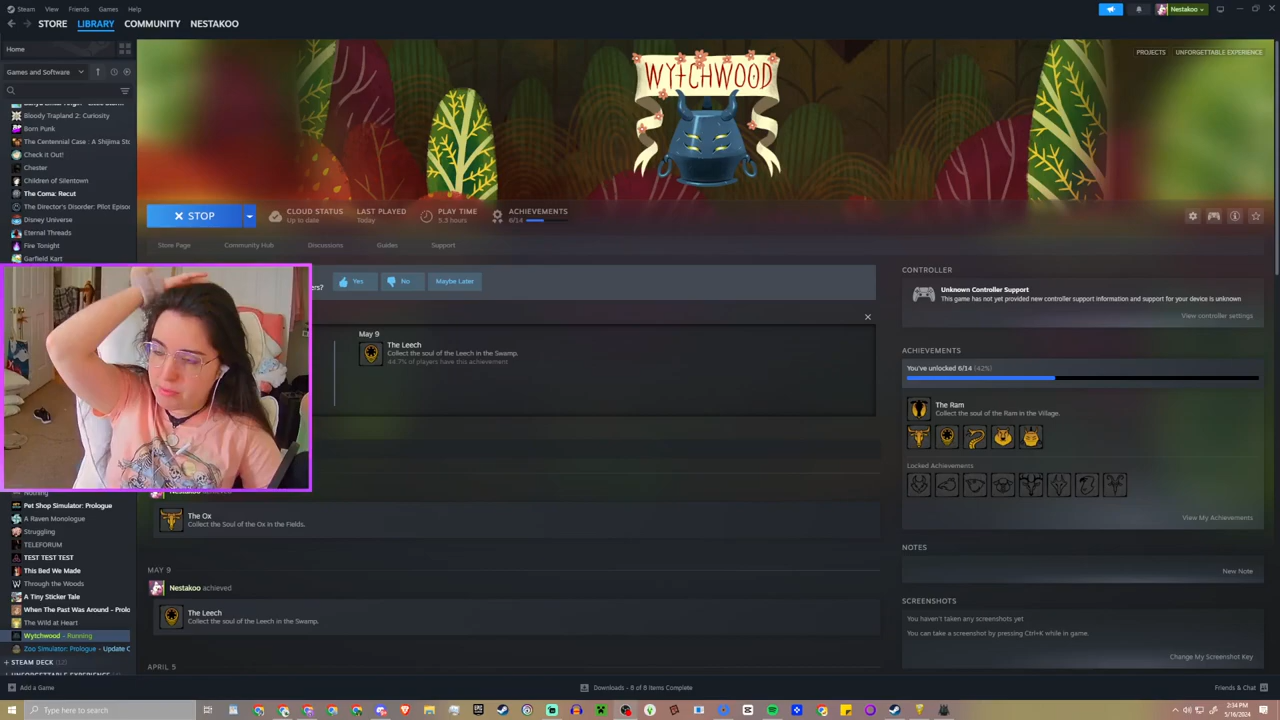 Steam View Friends Games Help
Nestakoo
STORE LIBRARY COMMUNITY NESTAKOO
Home
Games and Software
PROJECTS UNFORGETTABLE EXPERIENCE
WYTCHWOOD
Bloody Trapland 2: Curiosity
Born Punk
The Centennial Case : A Shijima Sto
Check It Out!
Chester
Children of Silentown
The Coma: Recut
The Director's Disorder: Pilot Episod
Disney Universe
Eternal Threads
Fire Tonight
Garfield Kart
STOP
CLOUD STATUS
Up to date
LAST PLAYED
Today
PLAY TIME
5.3 hours
ACHIEVEMENTS
6/14
Store Page Community Hub Discussions Guides Support
Yes No Maybe Later
May 9
The Leech
Collect the soul of the Leech in the Swamp.
44.7% of players have this achievement
CONTROLLER
Unknown Controller Support
This game has not yet provided new controller support information and support for your device is unknown
View controller settings
ACHIEVEMENTS
You've unlocked 6/14 (42%)
The Ram
Collect the soul of the Ram in the Village.
Locked Achievements
View My Achievements
NOTES
New Note
SCREENSHOTS
You haven't taken any screenshots yet
You can take a screenshot by pressing Ctrl+K while in game.
Change My Screenshot Key
The Ox
Collect the Soul of the Ox in the Fields.
MAY 9
Nestakoo achieved
The Leech
Collect the soul of the Leech in the Swamp.
APRIL 5
Nothing
Pet Shop Simulator: Prologue
A Raven Monologue
Struggling
TELEFORUM
TEST TEST TEST
This Bed We Made
Through the Woods
A Tiny Sticker Tale
When The Past Was Around - Prolo
The Wild at Heart
Wytchwood - Running
Zoo Simulator: Prologue - Update Q
STEAM DECK (12)
Add a Game
Downloads - 8 of 8 Items Complete
Friends & Chat
Type here to search
2:34 PM
5/16/2024